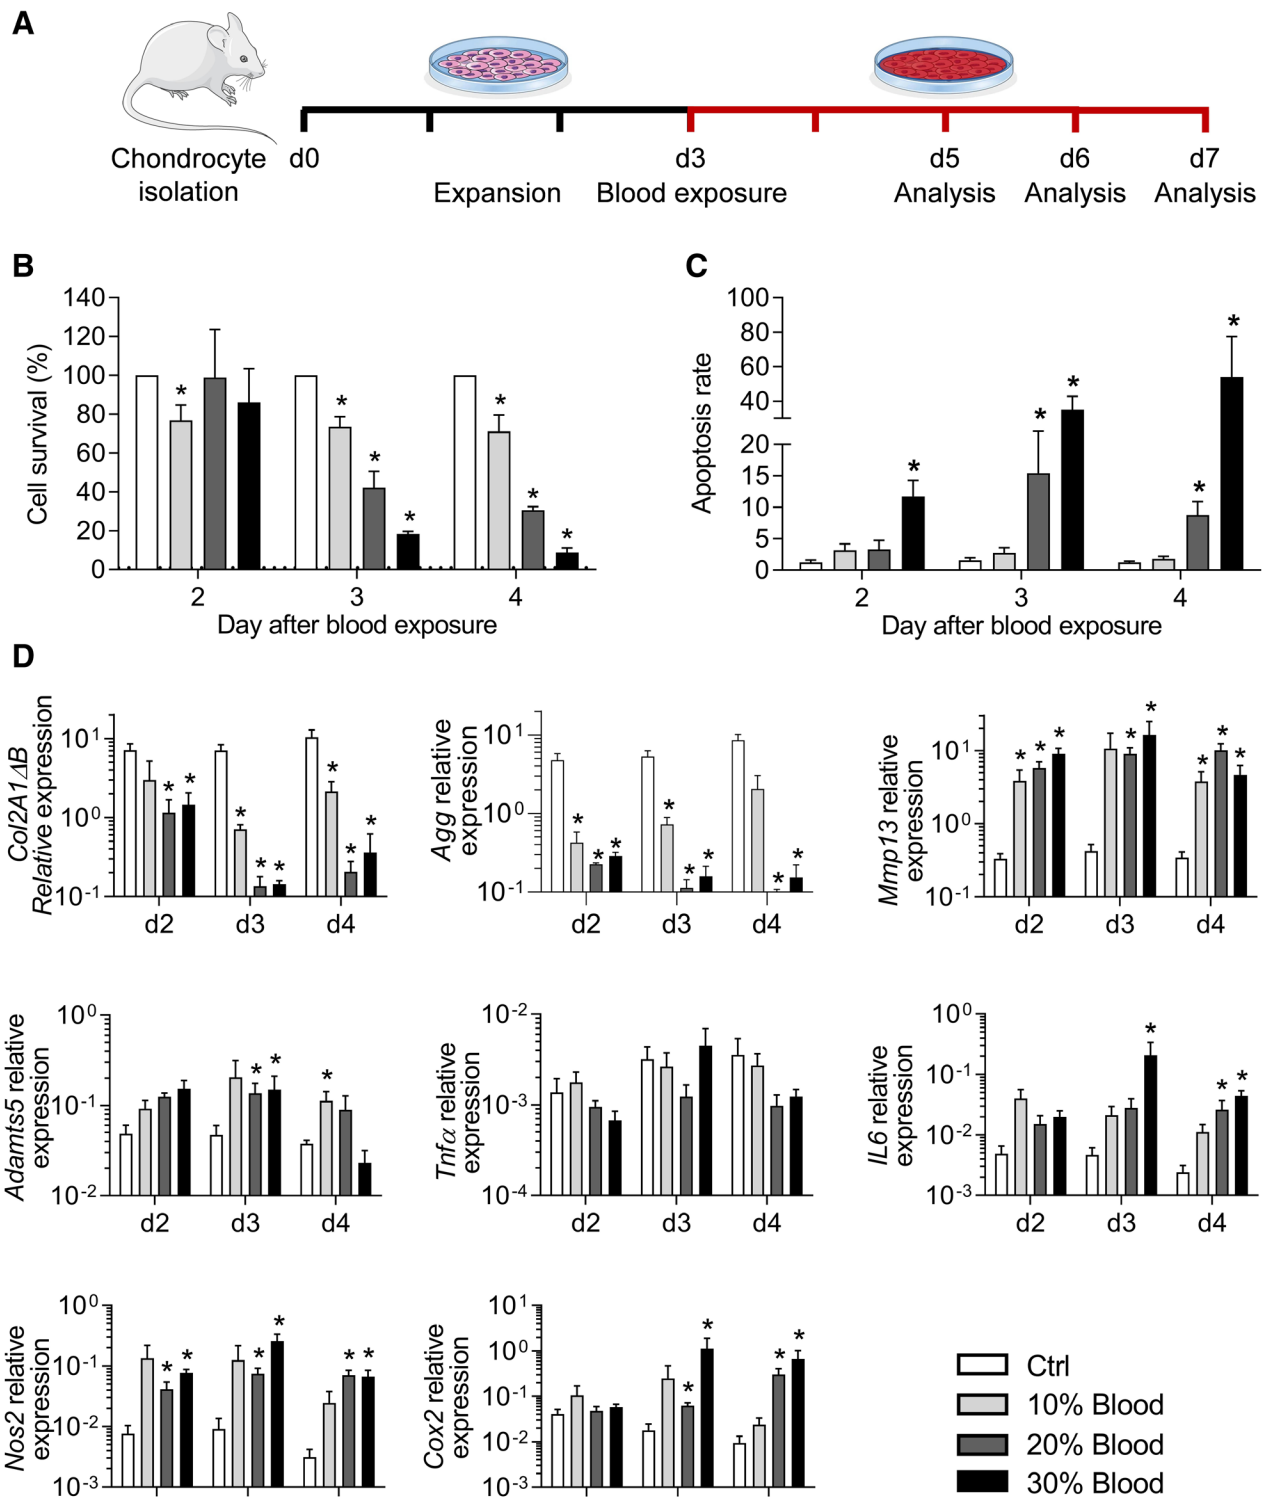 A
Chondrocyte
isolation
d0
d3
d5
d6
d7
Expansion
Blood exposure
Analysis
Analysis
Analysis
B
Cell survival (%)
140
120
100
80
60
40
20
0
*
*
*
*
*
*
*
2
3
4
Day after blood exposure
C
Apoptosis rate
100
80
60
40
20
15
10
5
0
*
*
*
*
*
2
3
4
Day after blood exposure
D
Col2A1ΔB
Relative expression
10¹
10⁰
10⁻¹
*
*
*
*
*
*
*
*
d2
d3
d4
Agg relative
expression
10¹
10⁰
10⁻¹
*
*
*
*
*
*
*
*
d2
d3
d4
Mmp13 relative
expression
10¹
10⁰
10⁻¹
*
*
*
*
*
*
*
*
d2
d3
d4
Adamts5 relative
expression
10⁰
10⁻¹
10⁻²
*
*
*
d2
d3
d4
Tnfα relative
expression
10⁻²
10⁻³
10⁻⁴
d2
d3
d4
IL6 relative
expression
10⁰
10⁻¹
10⁻²
10⁻³
*
*
*
d2
d3
d4
Nos2 relative
expression
10⁰
10⁻¹
10⁻²
10⁻³
*
*
*
*
*
*
Cox2 relative
expression
10¹
10⁰
10⁻¹
10⁻²
10⁻³
*
*
*
*
Ctrl
10% Blood
20% Blood
30% Blood